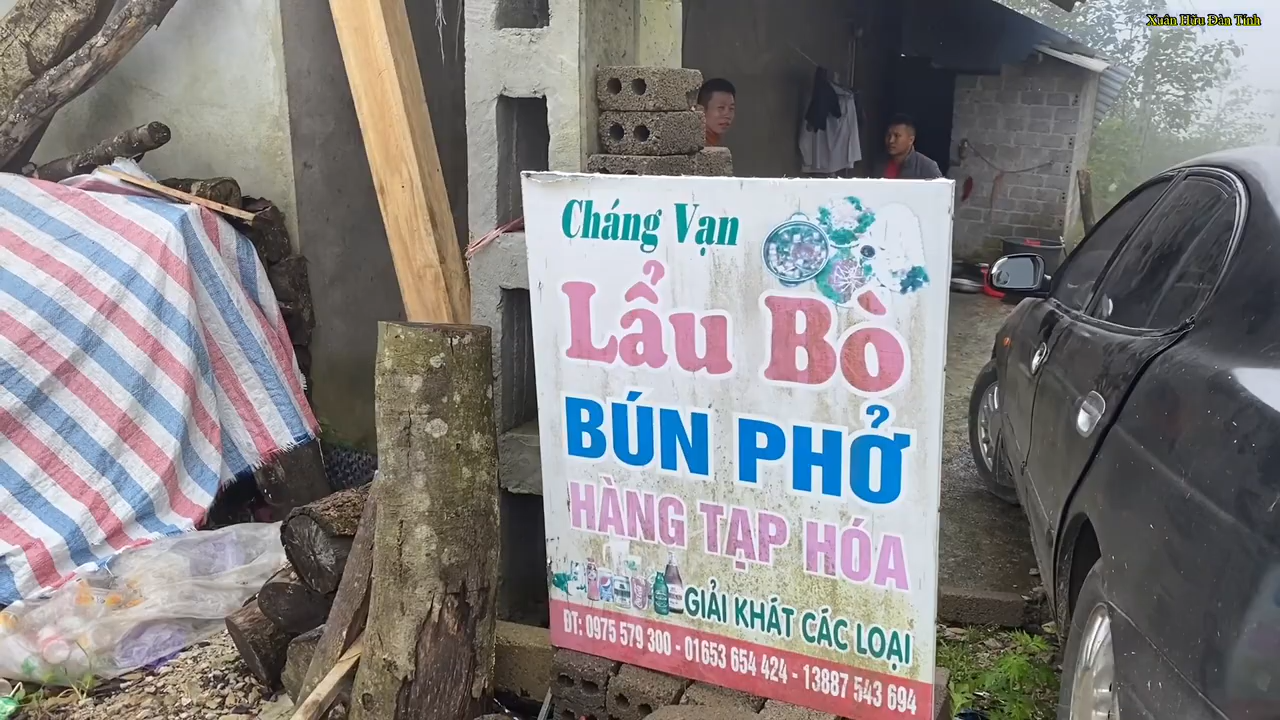 Xuân Hữu Đàn Tính
Cháng Vạn
Lẩu Bò
BÚN PHỞ
HÀNG TẠP HÓA
GIẢI KHÁT CÁC LOẠI
ĐT: 0975 579 300 - 01653 654 424 - 13887 543 694